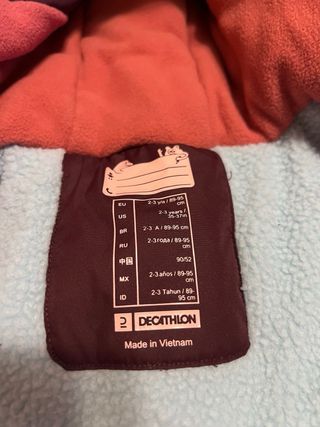 EU 2-3 y/a / 89-95 cm
US 2-3 years / 35-37in
BR 2-3 A / 89-95 cm
RU 2-3 года / 89-95 cm
中国 90/52
MX 2-3 años / 89-95 cm
ID 2-3 Tahun / 89-95 cm
DECATHLON
Made in Vietnam